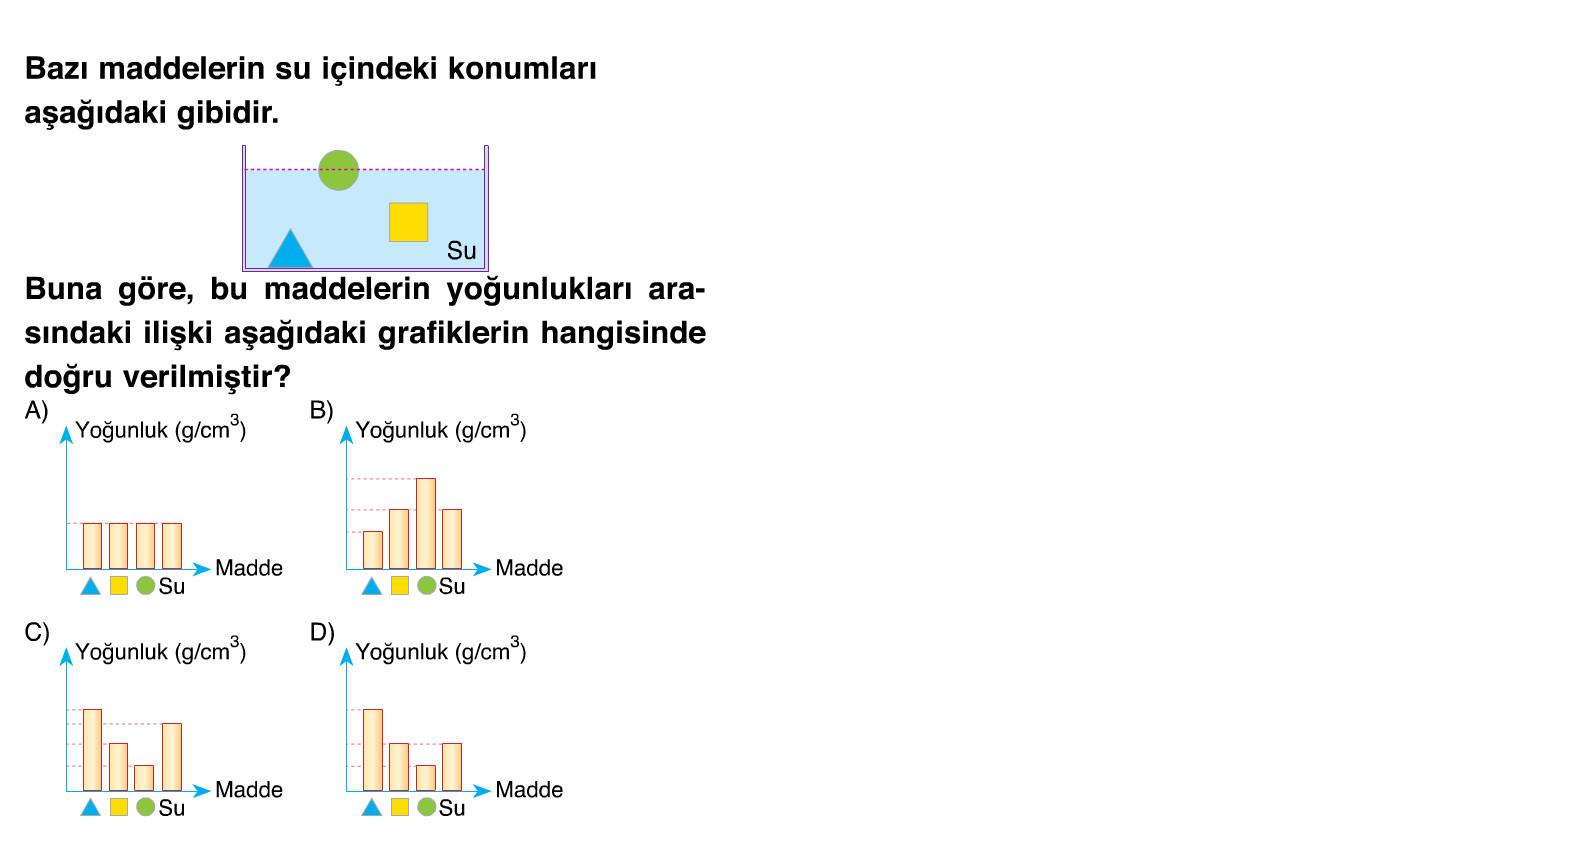 Bazı maddelerin su içindeki konumları
aşağıdaki gibidir.
Su
Buna göre, bu maddelerin yoğunlukları ara-
sındaki ilişki aşağıdaki grafiklerin hangisinde
doğru verilmiştir?
A)
Yoğunluk (g/cm³)
Madde
Su
B)
Yoğunluk (g/cm³)
Madde
Su
C)
Yoğunluk (g/cm³)
Madde
Su
D)
Yoğunluk (g/cm³)
Madde
Su